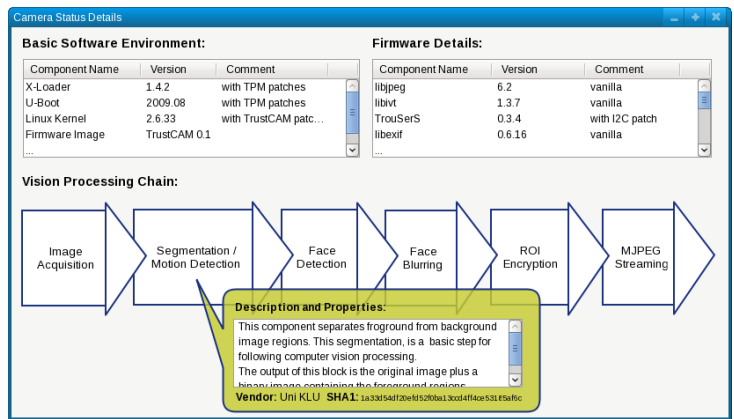 Camera Status Details
Basic Software Environment:
Component Name Version Comment
X-Loader 1.4.2 with TPM patches
U-Boot 2009.08 with TPM patches
Linux Kernel 2.6.33 with TrustCAM patc...
Firmware Image TrustCAM 0.1
...
Firmware Details:
Component Name Version Comment
libjpeg 6.2 vanilla
libivt 1.3.7 vanilla
TrouSerS 0.3.4 with I2C patch
libexif 0.6.16 vanilla
...
Vision Processing Chain:
Image
Acquisition
Segmentation /
Motion Detection
Face
Detection
Face
Blurring
ROI
Encryption
MJPEG
Streaming
Description and Properties:
This component separates froground from background
image regions. This segmentation, is a basic step for
following computer vision processing.
The output of this block is the original image plus a
binary image containing the foreground regions
Vendor: Uni KLU SHA1: